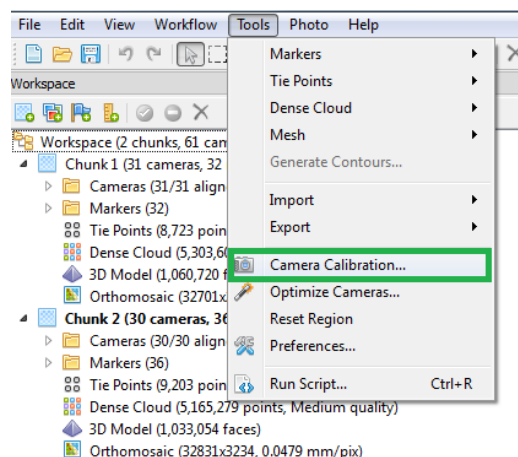 File Edit View Workflow Tools Photo Help
Workspace
Workspace (2 chunks, 61 cam
Chunk 1 (31 cameras, 32
Cameras (31/31 align
Markers (32)
Tie Points (8,723 poin
Dense Cloud (5,303,60
3D Model (1,060,720 f
Orthomosaic (32701x
Chunk 2 (30 cameras, 36
Cameras (30/30 align
Markers (36)
Tie Points (9,203 poin
Dense Cloud (5,165,279 points, Medium quality)
3D Model (1,033,054 faces)
Orthomosaic (32831x3234, 0.0479 mm/pix)
Markers
Tie Points
Dense Cloud
Mesh
Generate Contours...
Import
Export
Camera Calibration...
Optimize Cameras...
Reset Region
Preferences...
Run Script... Ctrl+R